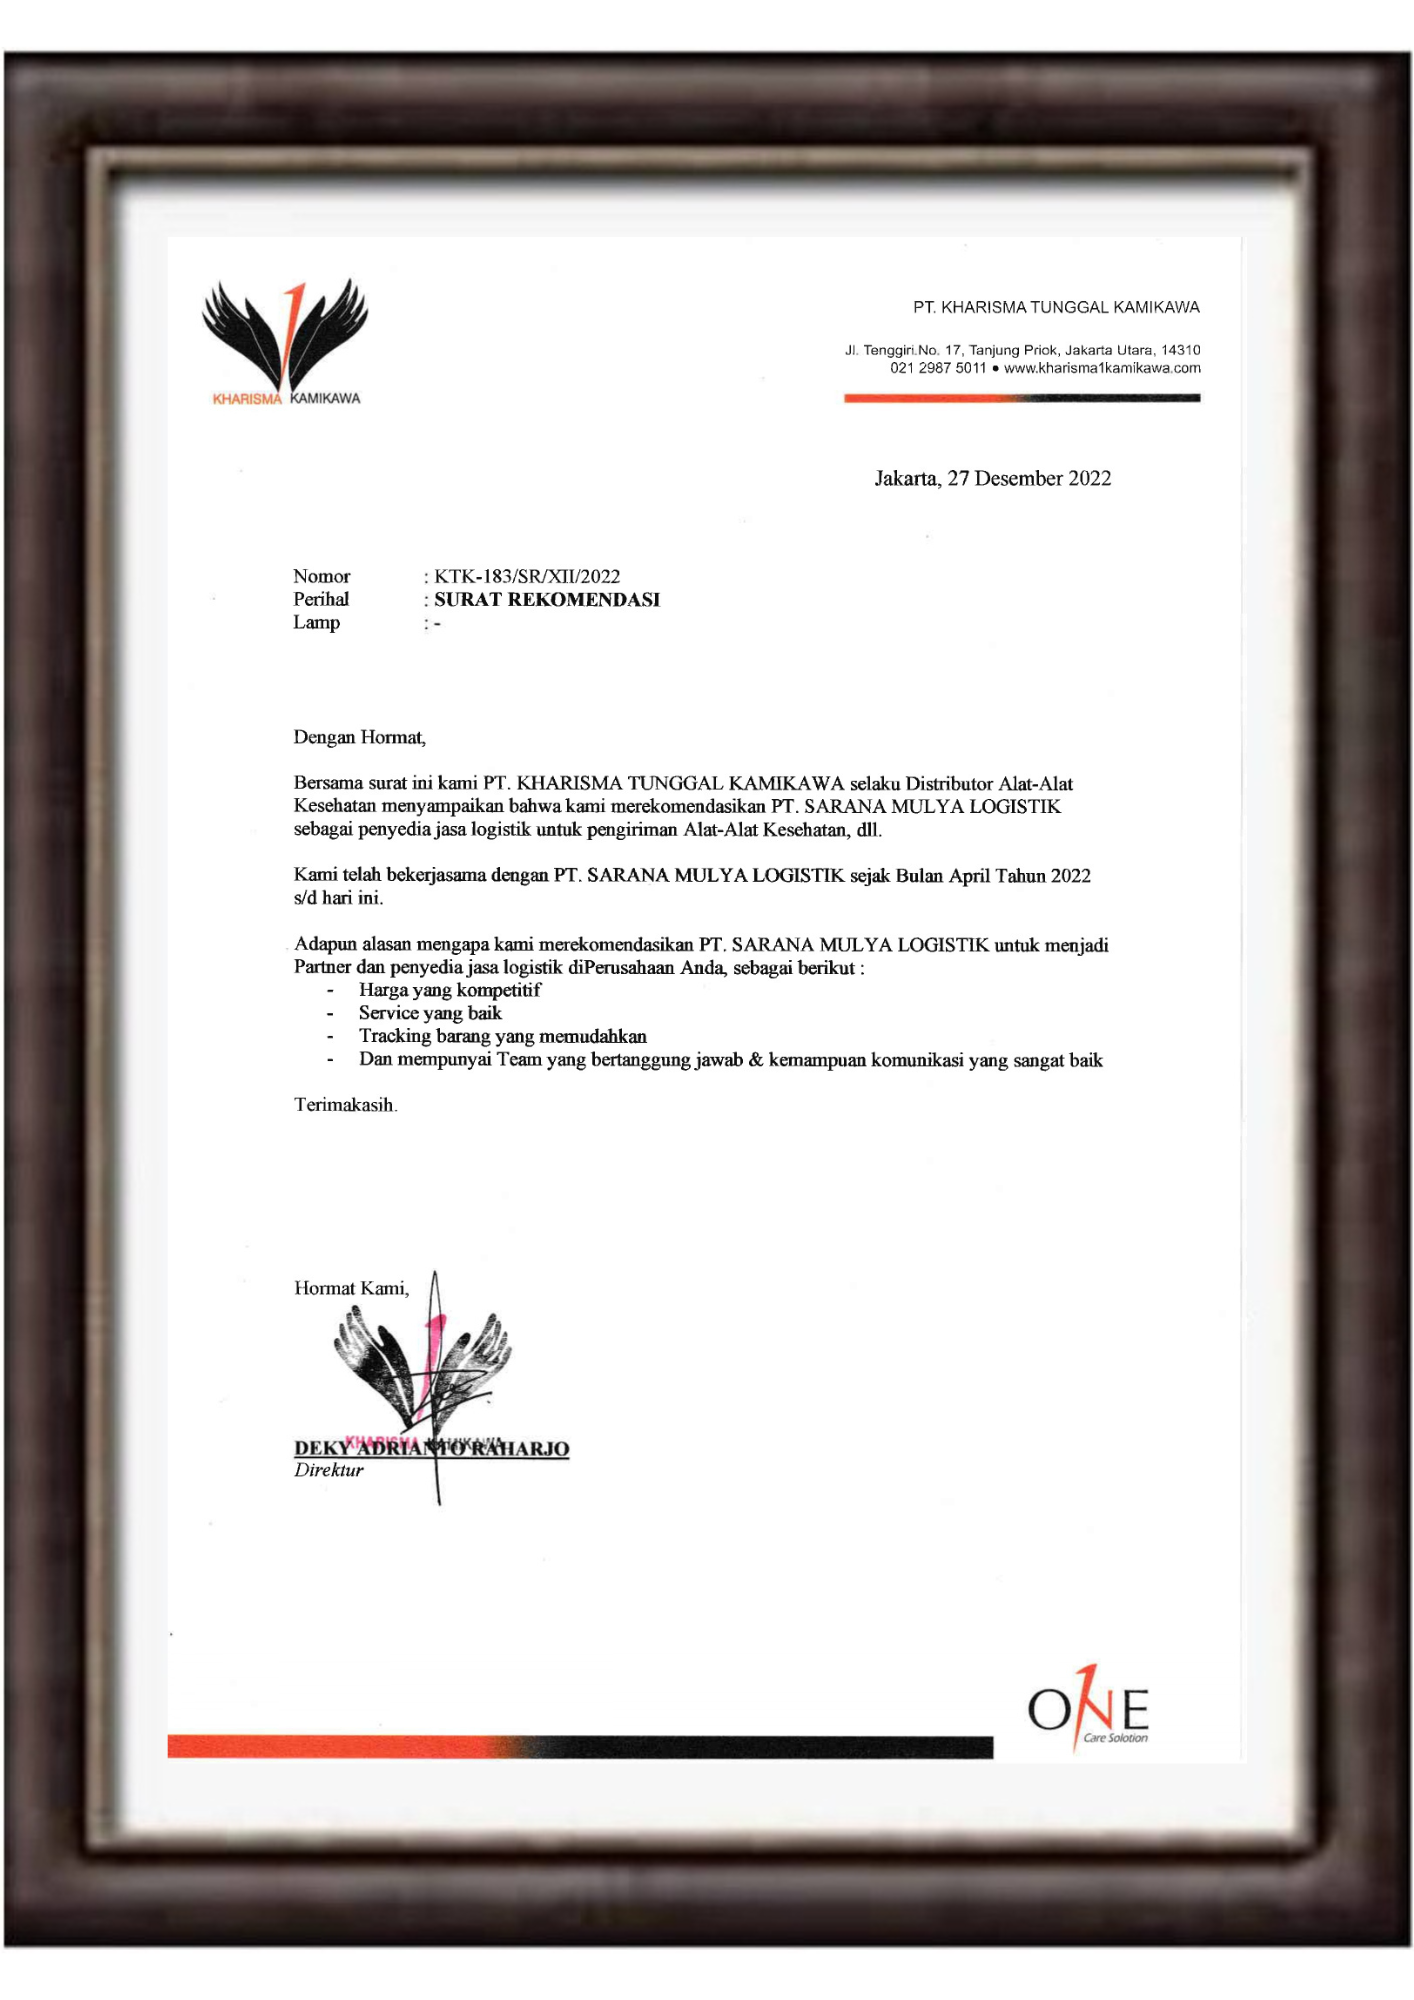 KHARISMA KAMIKAWA
PT. KHARISMA TUNGGAL KAMIKAWA
Jl. Tenggiri.No. 17, Tanjung Priok, Jakarta Utara, 14310
021 2987 5011 ● www.kharisma1kamikawa.com
Jakarta, 27 Desember 2022
Nomor : KTK-183/SR/XII/2022
Perihal : SURAT REKOMENDASI
Lamp : -
Dengan Hormat,
Bersama surat ini kami PT. KHARISMA TUNGGAL KAMIKAWA selaku Distributor Alat-Alat
Kesehatan menyampaikan bahwa kami merekomendasikan PT. SARANA MULYA LOGISTIK
sebagai penyedia jasa logistik untuk pengiriman Alat-Alat Kesehatan, dll.
Kami telah bekerjasama dengan PT. SARANA MULYA LOGISTIK sejak Bulan April Tahun 2022
s/d hari ini.
Adapun alasan mengapa kami merekomendasikan PT. SARANA MULYA LOGISTIK untuk menjadi
Partner dan penyedia jasa logistik diPerusahaan Anda, sebagai berikut :
- Harga yang kompetitif
- Service yang baik
- Tracking barang yang memudahkan
- Dan mempunyai Team yang bertanggung jawab & kemampuan komunikasi yang sangat baik
Terimakasih.
Hormat Kami,
KHARISMA KAMIKAWA
DEKY ADRIANTO RAHARJO
Direktur
ONE
Care Solotion